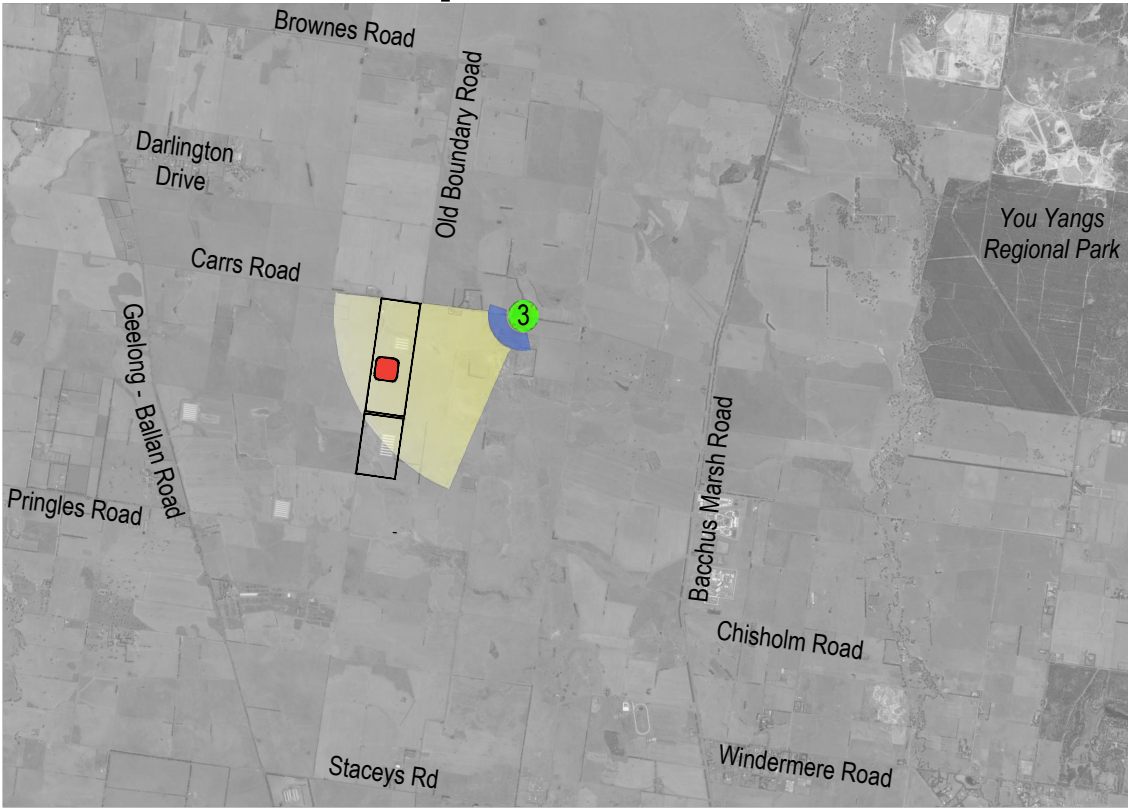 Brownes Road
Old Boundary Road
Darlington
Drive
You Yangs
Regional Park
Carrs Road
3
Geelong - Ballan Road
Bacchus Marsh Road
Pringles Road
Chisholm Road
Windermere Road
Staceys Rd